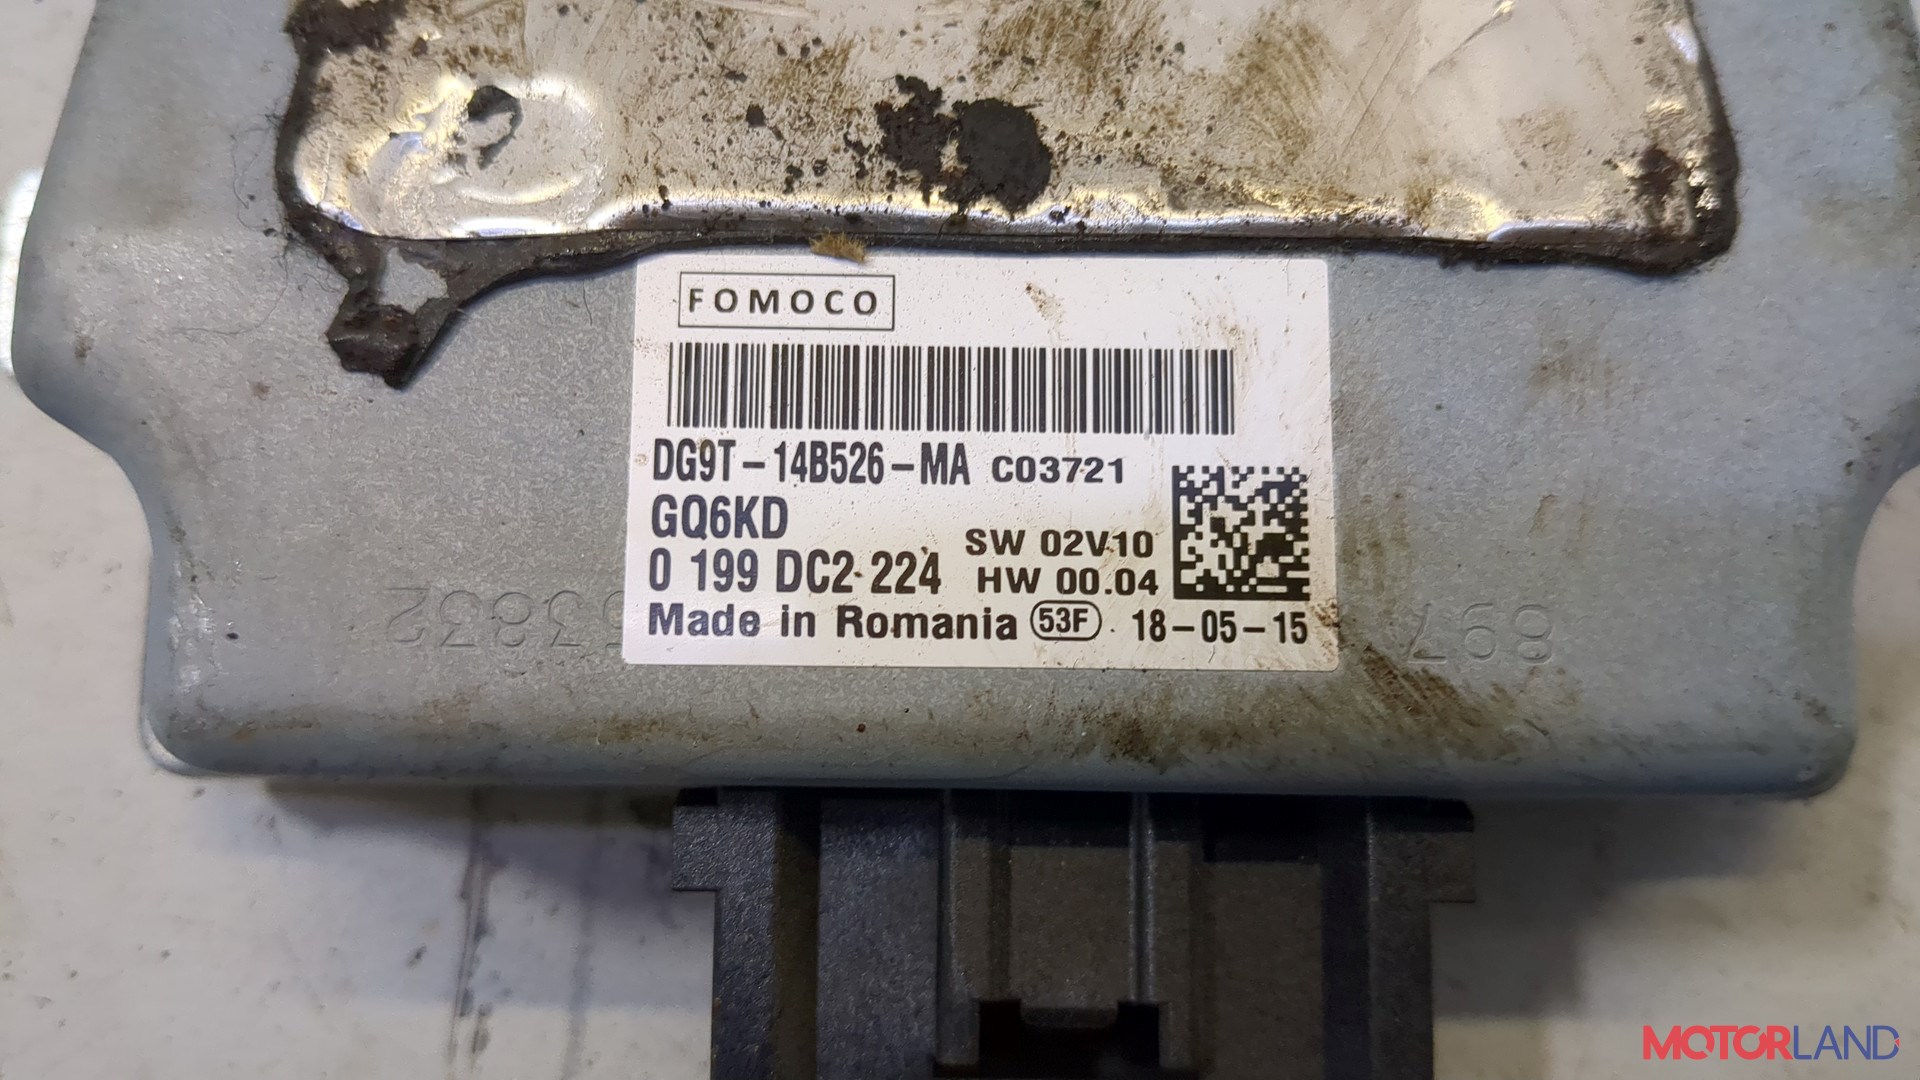 FOMOCO
DG9T-14B526-MA C03721
GQ6KD
SW 02V10
0 199 DC2 224 HW 00.04
Made in Romania 53F 18-05-15
897
MOTORLAND